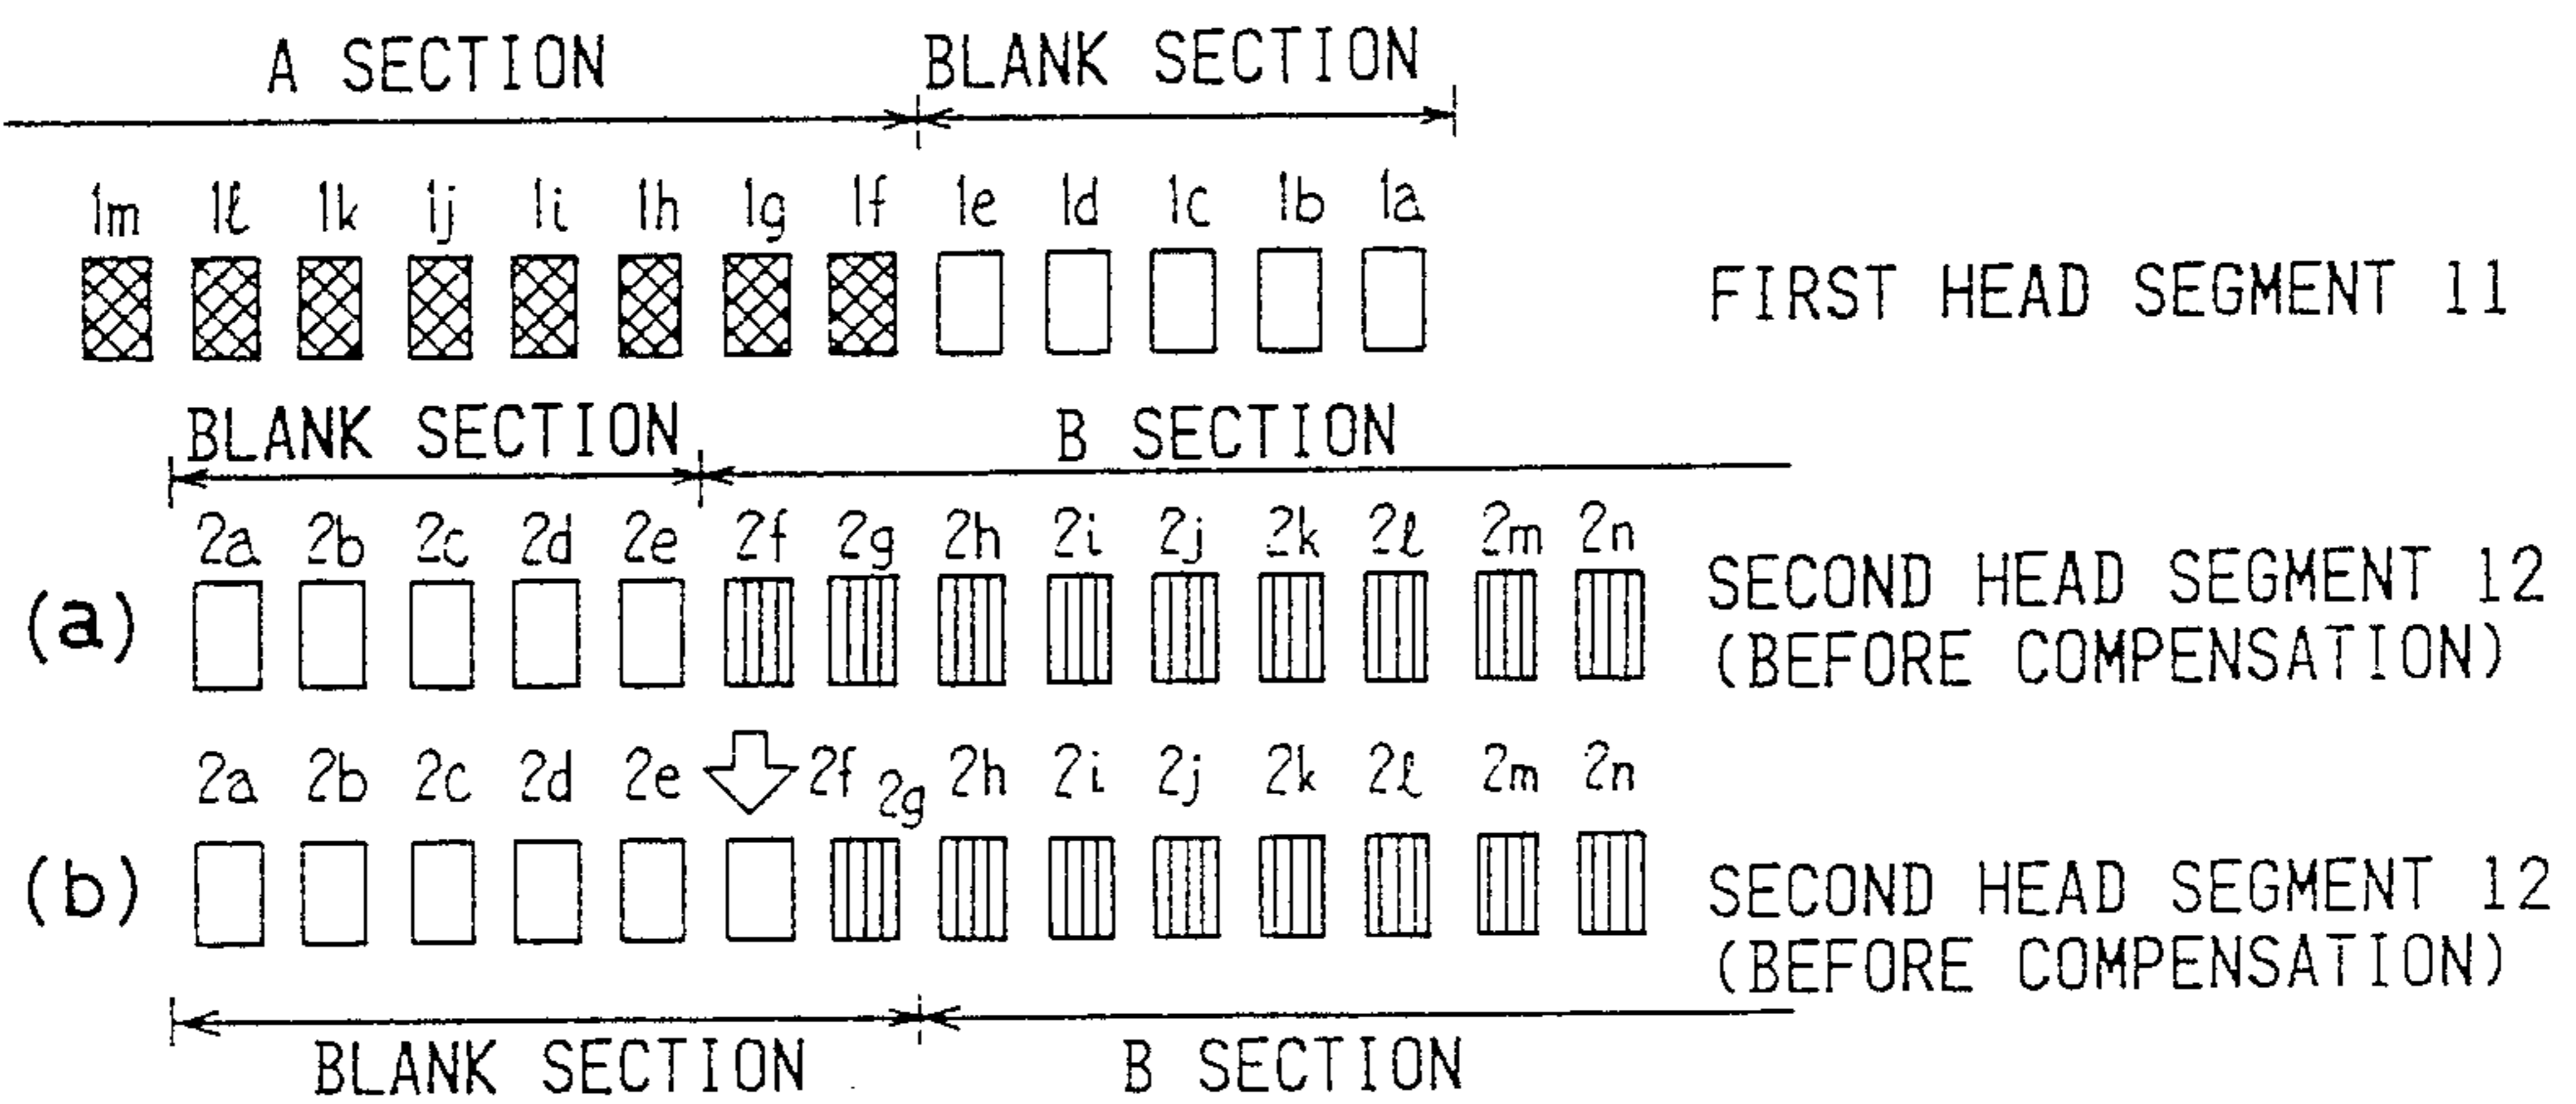 A SECTION BLANK SECTION
1m 1ℓ 1k 1j 1i 1h 1g 1f 1e 1d 1c 1b 1a
FIRST HEAD SEGMENT 11
BLANK SECTION B SECTION
2a 2b 2c 2d 2e 2f 2g 2h 2i 2j 2k 2ℓ 2m 2n
(a) SECOND HEAD SEGMENT 12
(BEFORE COMPENSATION)
2a 2b 2c 2d 2e 2f 2g 2h 2i 2j 2k 2ℓ 2m 2n
(b) SECOND HEAD SEGMENT 12
(BEFORE COMPENSATION)
BLANK SECTION B SECTION